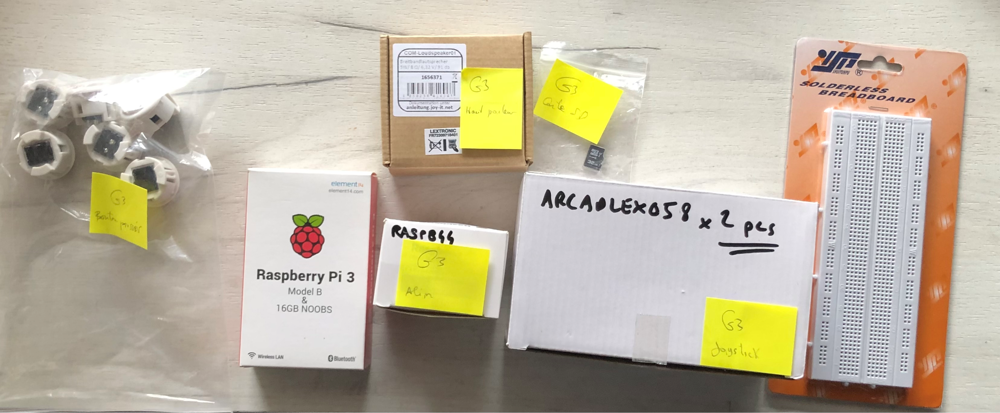 G3
Bouton
element14
element14.com
Raspberry Pi 3
Model B
&
16GB NOOBS
Wireless LAN
Bluetooth
COM-Loudspeaker01
Breitbandlautsprecher
5W/ 8 Ω/ 6,32 V/ 91 db
1656371
Dokumentation unter
anleitung.joy-it.net
LEXTRONIC
FR72309718401
G3
Haut parleur
G3
Carte SD
32
RASPB44
G3
Alim
ARCADLEX058 x 2 pcs
G3
Joystick
SHUIYOHPU ®
SOLDERLESS
BREADBOARD